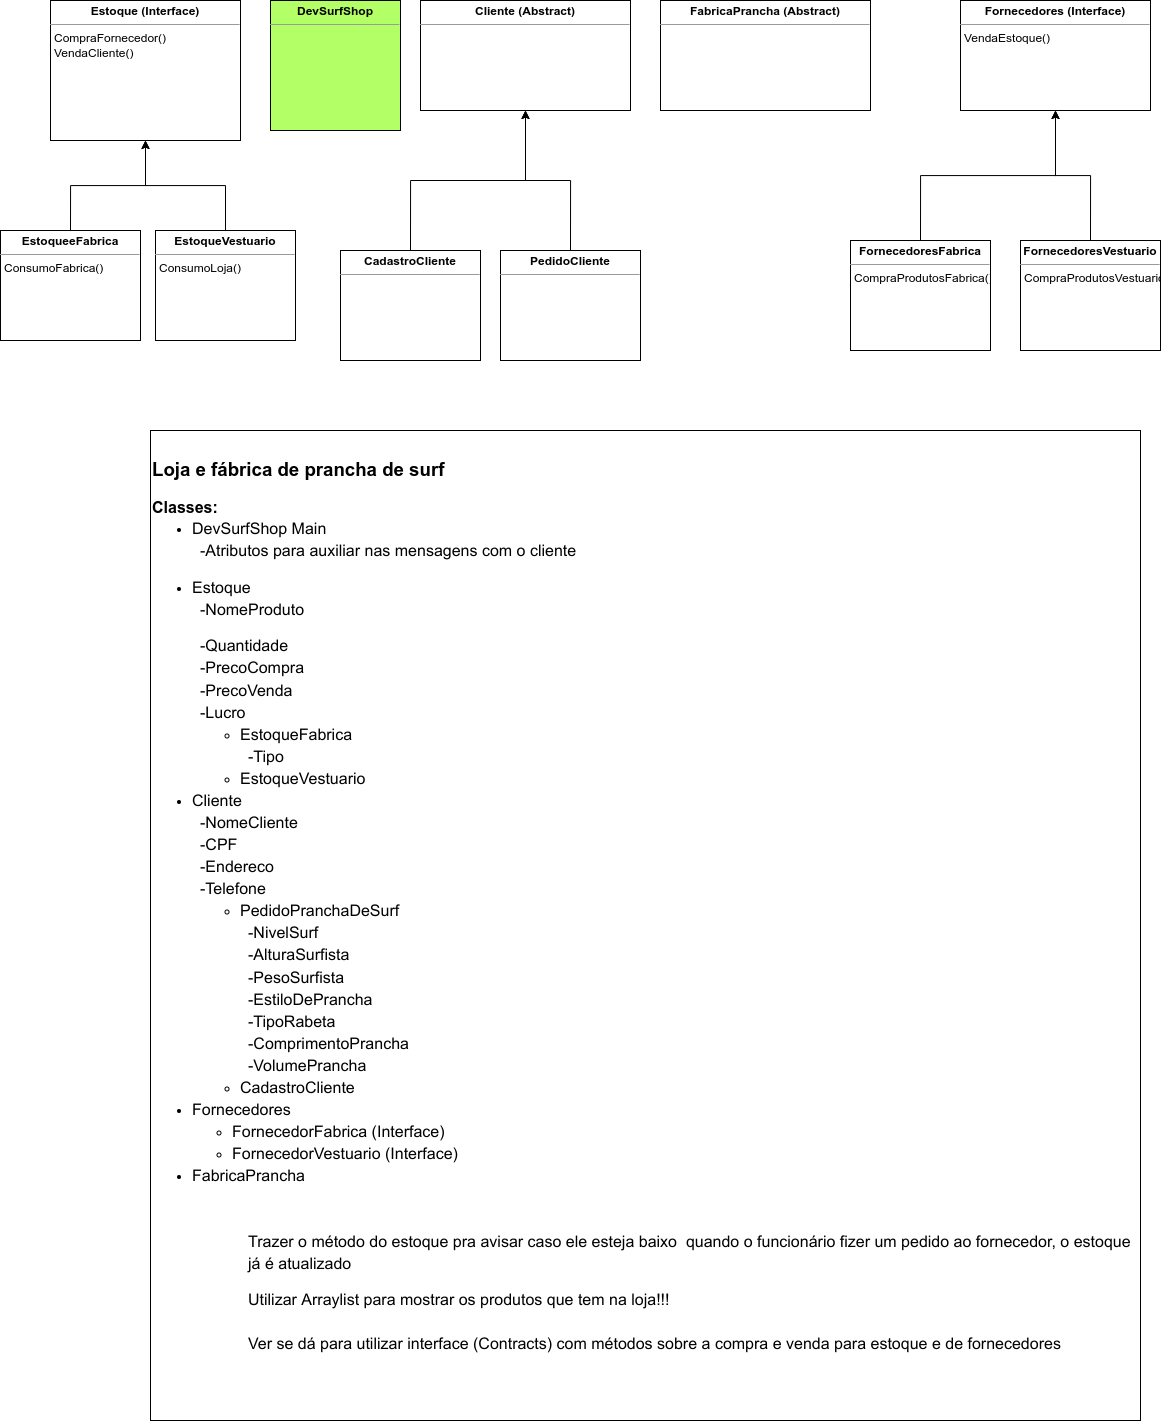 Estoque (Interface)
CompraFornecedor()
VendaCliente()
DevSurfShop
Cliente (Abstract)
FabricaPrancha (Abstract)
Fornecedores (Interface)
VendaEstoque()
EstoqueeFabrica
ConsumoFabrica()
EstoqueVestuario
ConsumoLoja()
CadastroCliente
PedidoCliente
FornecedoresFabrica
CompraProdutosFabrica(
FornecedoresVestuario
CompraProdutosVestuari
Loja e fábrica de prancha de surf
Classes:
• DevSurfShop Main
-Atributos para auxiliar nas mensagens com o cliente
• Estoque
-NomeProduto
-Quantidade
-PrecoCompra
-PrecoVenda
-Lucro
◦ EstoqueFabrica
-Tipo
◦ EstoqueVestuario
• Cliente
-NomeCliente
-CPF
-Endereco
-Telefone
◦ PedidoPranchaDeSurf
-NivelSurf
-AlturaSurfista
-PesoSurfista
-EstiloDePrancha
-TipoRabeta
-ComprimentoPrancha
-VolumePrancha
◦ CadastroCliente
• Fornecedores
◦ FornecedorFabrica (Interface)
◦ FornecedorVestuario (Interface)
• FabricaPrancha
Trazer o método do estoque pra avisar caso ele esteja baixo  quando o funcionário fizer um pedido ao fornecedor, o estoque
já é atualizado
Utilizar Arraylist para mostrar os produtos que tem na loja!!!
Ver se dá para utilizar interface (Contracts) com métodos sobre a compra e venda para estoque e de fornecedores